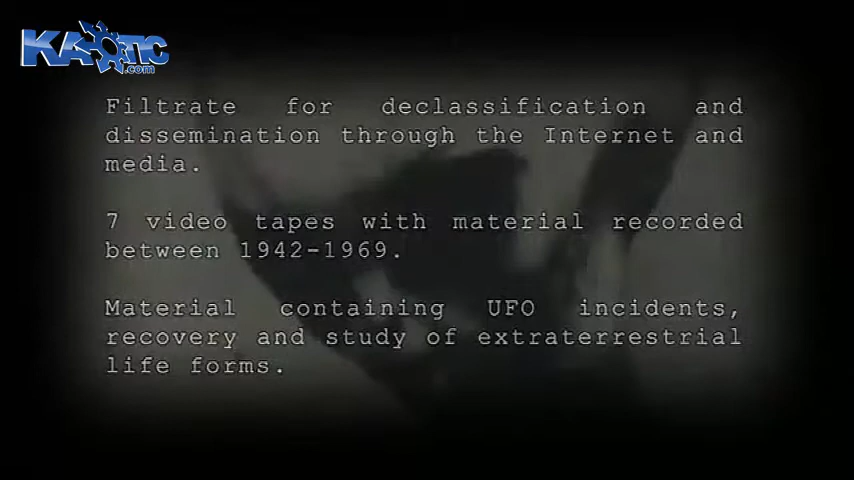 KAOTIC
.com
Filtrate for declassification and
dissemination through the Internet and
media.
7 video tapes with material recorded
between 1942-1969.
Material containing UFO incidents,
recovery and study of extraterrestrial
life forms.